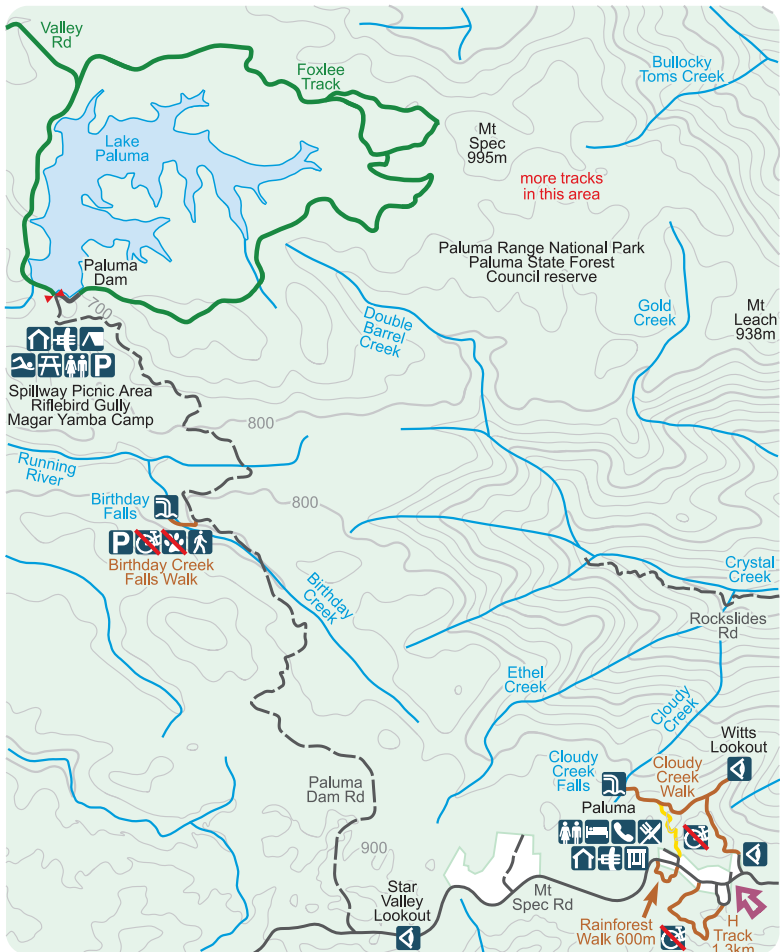 Valley
Rd
Foxlee
Track
Bullocky
Toms Creek
Lake
Paluma
Mt
Spec
995m
more tracks
in this area
Paluma Range National Park
Paluma State Forest
Council reserve
Paluma
Dam
700
Double
Barrel
Creek
Gold
Creek
Mt
Leach
938m
P
Spillway Picnic Area
Riflebird Gully
Magar Yamba Camp
800
Running
River
Birthday
Falls
800
P
Birthday Creek
Falls Walk
Birthday
Creek
Crystal
Creek
Rockslides
Rd
Ethel
Creek
Cloudy
Creek
Witts
Lookout
Cloudy
Creek
Falls
Cloudy
Creek
Walk
Paluma
Dam Rd
Paluma
900
Star
Valley
Lookout
Mt
Spec Rd
Rainforest
Walk 600m
H
Track
1.3km